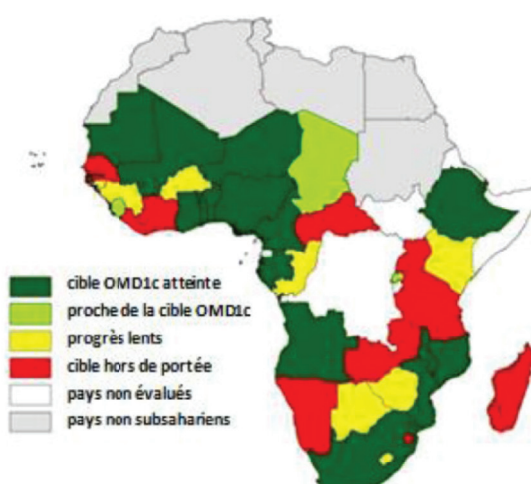 cible OMD1c atteinte
proche de la cible OMD1c
progrès lents
cible hors de portée
pays non évalués
pays non subsahariens